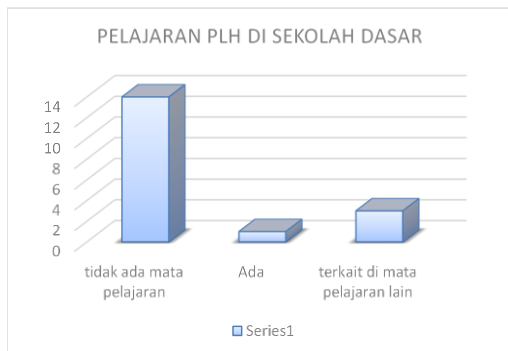 PELAJARAN PLH DI SEKOLAH DASAR
14
12
10
8
6
4
2
0
tidak ada mata
pelajaran
Ada
terkait di mata
pelajaran lain
Series1